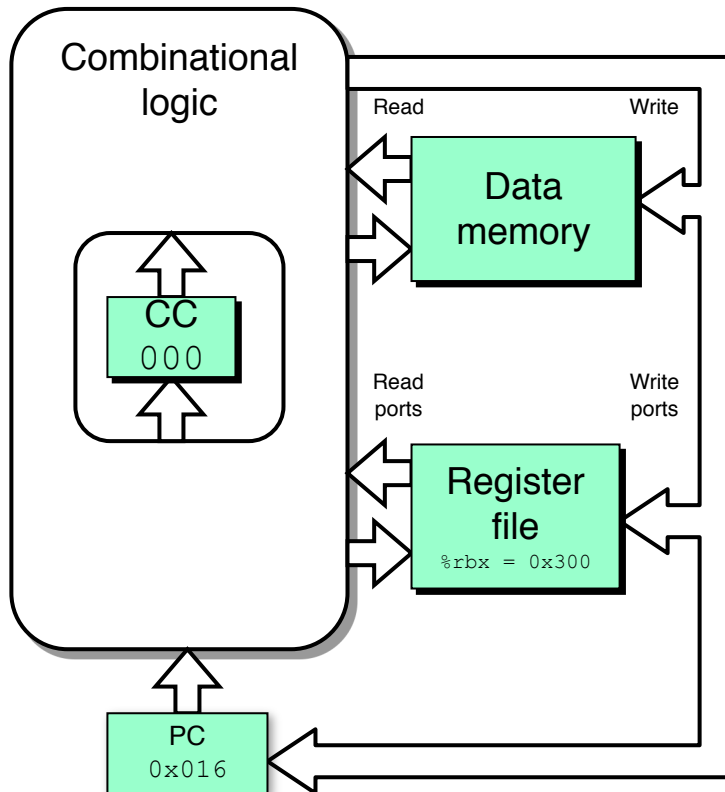 Combinational
logic
Read
Write
Data
memory
CC
000
Read
ports
Write
ports
Register
file
%rbx = 0x300
PC
0x016